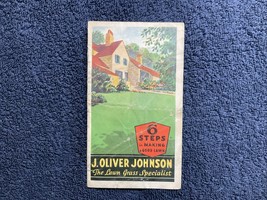 6
STEPS
in MAKING
a GOOD LAWN
J. OLIVER JOHNSON
The Lawn Grass Specialist